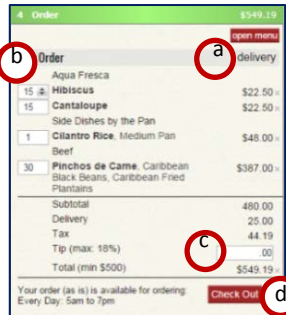 4 Order $549.19
open menu
b Order a delivery
Aqua Fresca
15 Hibiscus $22.50 ×
15 Cantaloupe $22.50 ×
Side Dishes by the Pan
1 Cilantro Rice, Medium Pan $48.00 ×
Beef
30 Pinchos de Carne, Caribbean $387.00 ×
Black Beans, Caribbean Fried
Plantains
Subtotal 480.00
Delivery 25.00
Tax 44.19
Tip (max: 18%) c .00
Total (min $500) $549.19 ×
Your order (as is) is available for ordering: Check Out d
Every Day: 5am to 7pm